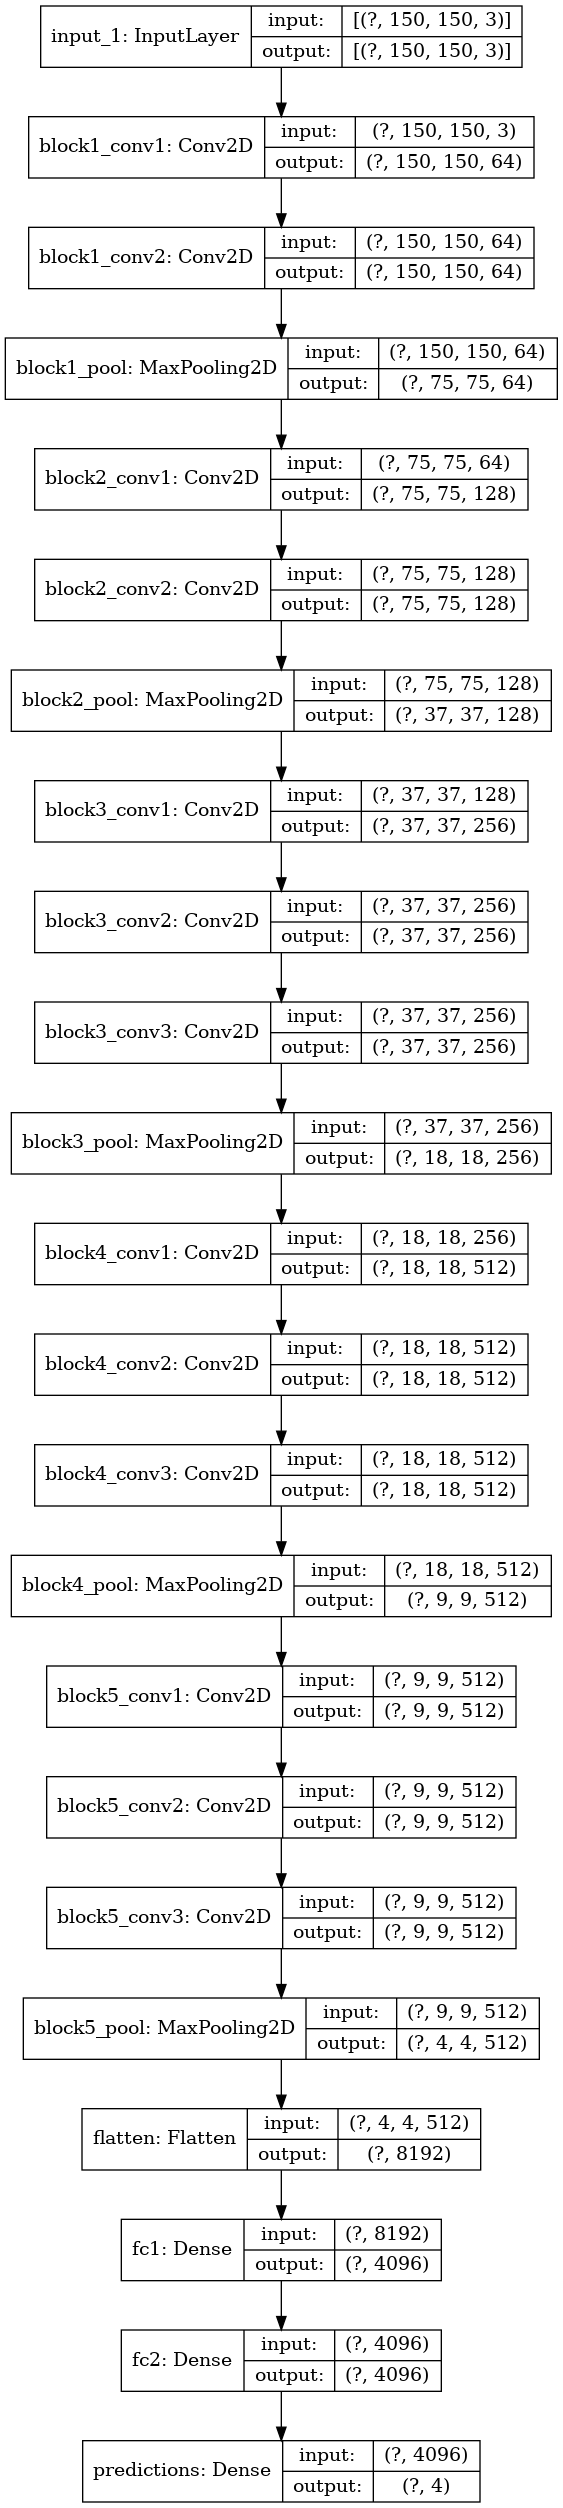 input_1: InputLayer
input: [(?, 150, 150, 3)]
output: [(?, 150, 150, 3)]
block1_conv1: Conv2D
input: (?, 150, 150, 3)
output: (?, 150, 150, 64)
block1_conv2: Conv2D
input: (?, 150, 150, 64)
output: (?, 150, 150, 64)
block1_pool: MaxPooling2D
input: (?, 150, 150, 64)
output: (?, 75, 75, 64)
block2_conv1: Conv2D
input: (?, 75, 75, 64)
output: (?, 75, 75, 128)
block2_conv2: Conv2D
input: (?, 75, 75, 128)
output: (?, 75, 75, 128)
block2_pool: MaxPooling2D
input: (?, 75, 75, 128)
output: (?, 37, 37, 128)
block3_conv1: Conv2D
input: (?, 37, 37, 128)
output: (?, 37, 37, 256)
block3_conv2: Conv2D
input: (?, 37, 37, 256)
output: (?, 37, 37, 256)
block3_conv3: Conv2D
input: (?, 37, 37, 256)
output: (?, 37, 37, 256)
block3_pool: MaxPooling2D
input: (?, 37, 37, 256)
output: (?, 18, 18, 256)
block4_conv1: Conv2D
input: (?, 18, 18, 256)
output: (?, 18, 18, 512)
block4_conv2: Conv2D
input: (?, 18, 18, 512)
output: (?, 18, 18, 512)
block4_conv3: Conv2D
input: (?, 18, 18, 512)
output: (?, 18, 18, 512)
block4_pool: MaxPooling2D
input: (?, 18, 18, 512)
output: (?, 9, 9, 512)
block5_conv1: Conv2D
input: (?, 9, 9, 512)
output: (?, 9, 9, 512)
block5_conv2: Conv2D
input: (?, 9, 9, 512)
output: (?, 9, 9, 512)
block5_conv3: Conv2D
input: (?, 9, 9, 512)
output: (?, 9, 9, 512)
block5_pool: MaxPooling2D
input: (?, 9, 9, 512)
output: (?, 4, 4, 512)
flatten: Flatten
input: (?, 4, 4, 512)
output: (?, 8192)
fc1: Dense
input: (?, 8192)
output: (?, 4096)
fc2: Dense
input: (?, 4096)
output: (?, 4096)
predictions: Dense
input: (?, 4096)
output: (?, 4)